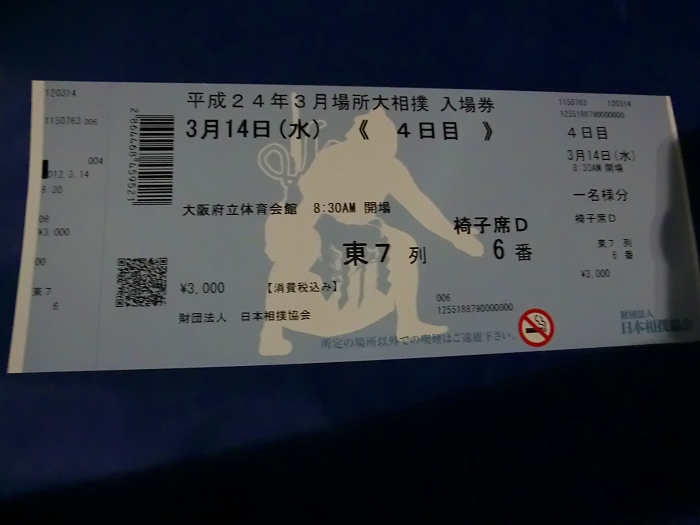 120314
1150763 006
004
2012.3.14
8:30
06
¥3,000
00
東7
6
2864468459521
平成24年3月場所大相撲 入場券
3月14日(水) 《 4日目 》
大阪府立体育会館 8:30AM 開場
椅子席D
東7 列 6 番
¥3,000 【消費税込み】
財団法人 日本相撲協会
006
1255188790000000
所定の場所以外での喫煙はご遠慮下さい。
1150763 120314
1255188790000000
4日目
3月14日(水)
8:30AM 開場
一名様分
椅子席D
東7 列
6 番
¥3,000
財団法人
日本相撲協会